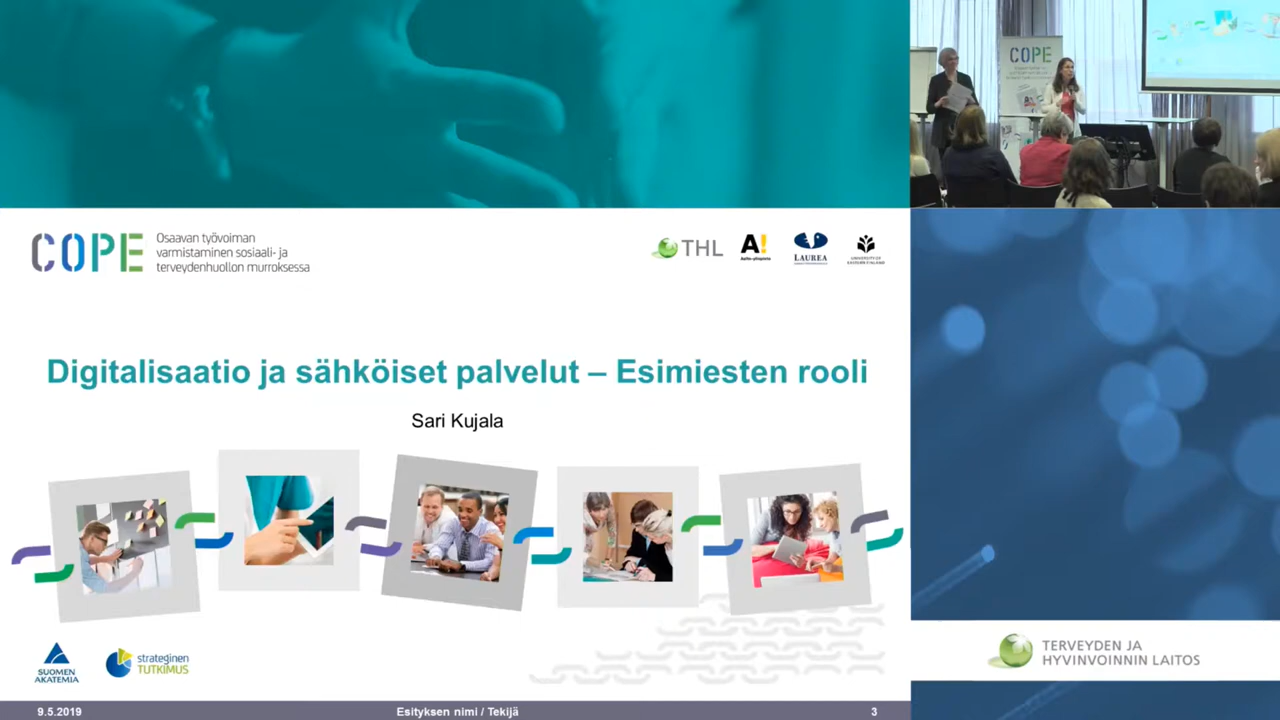 COPE
COPE
Osaavan työvoiman
varmistaminen sosiaali- ja
terveydenhuollon murroksessa
THL
A!
Aalto-yliopisto
LAUREA
UNIVERSITY OF
EASTERN FINLAND
Digitalisaatio ja sähköiset palvelut – Esimiesten rooli
Sari Kujala
SUOMEN
AKATEMIA
strateginen
TUTKIMUS
TERVEYDEN JA
HYVINVOINNIN LAITOS
9.5.2019
Esityksen nimi / Tekijä
3